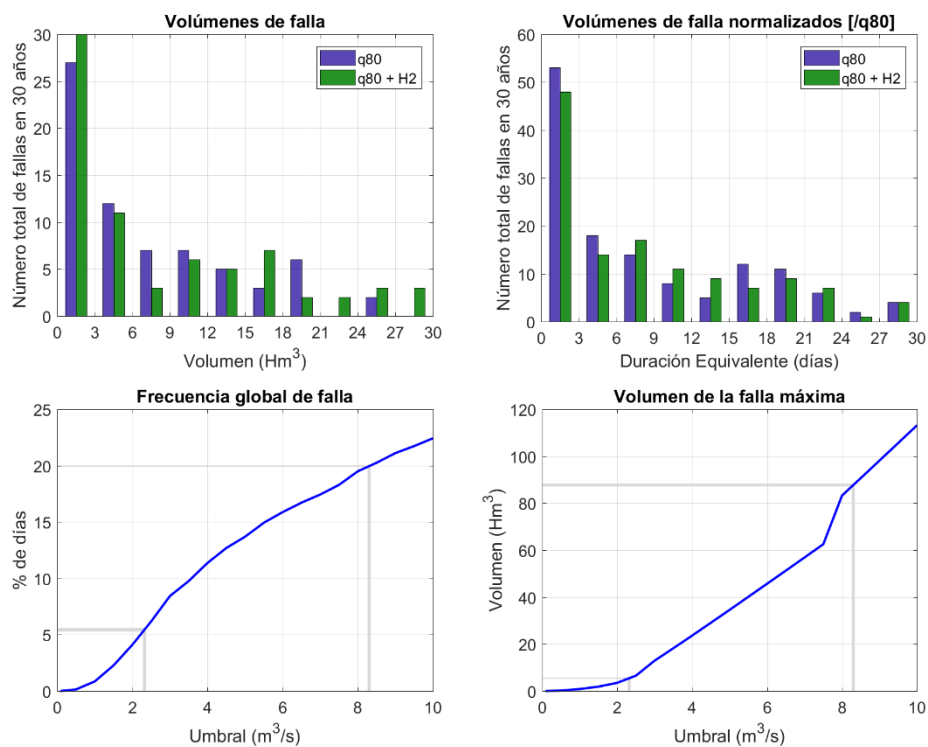 Volúmenes de falla
Número total de fallas en 30 años
30
25
20
15
10
5
0
q80
q80 + H2
0 3 6 9 12 15 18 21 24 27 30
Volumen (Hm³)
Volúmenes de falla normalizados [/q80]
Número total de fallas en 30 años
60
50
40
30
20
10
0
q80
q80 + H2
0 3 6 9 12 15 18 21 24 27 30
Duración Equivalente (días)
Frecuencia global de falla
% de días
25
20
15
10
5
0
0 2 4 6 8 10
Umbral (m³/s)
Volumen de la falla máxima
Volumen (Hm³)
120
100
80
60
40
20
0
0 2 4 6 8 10
Umbral (m³/s)